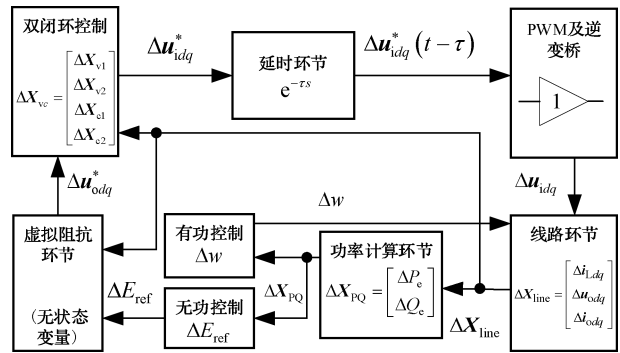 双闭环控制
ΔX_vc = [ΔX_v1
ΔX_v2
ΔX_c1
ΔX_c2]
Δu*_idq
延时环节
e^{-τs}
Δu*_idq (t − τ)
PWM及逆
变桥
1
Δu_idq
Δu*_odq
Δw
虚拟阻抗
环节
(无状态
变量)
ΔE_ref
有功控制
Δw
无功控制
ΔE_ref
ΔX_PQ
功率计算环节
ΔX_PQ = [ΔP_e
ΔQ_e]
ΔX_line
线路环节
ΔX_line = [Δi_Ldq
Δu_odq
Δi_odq]